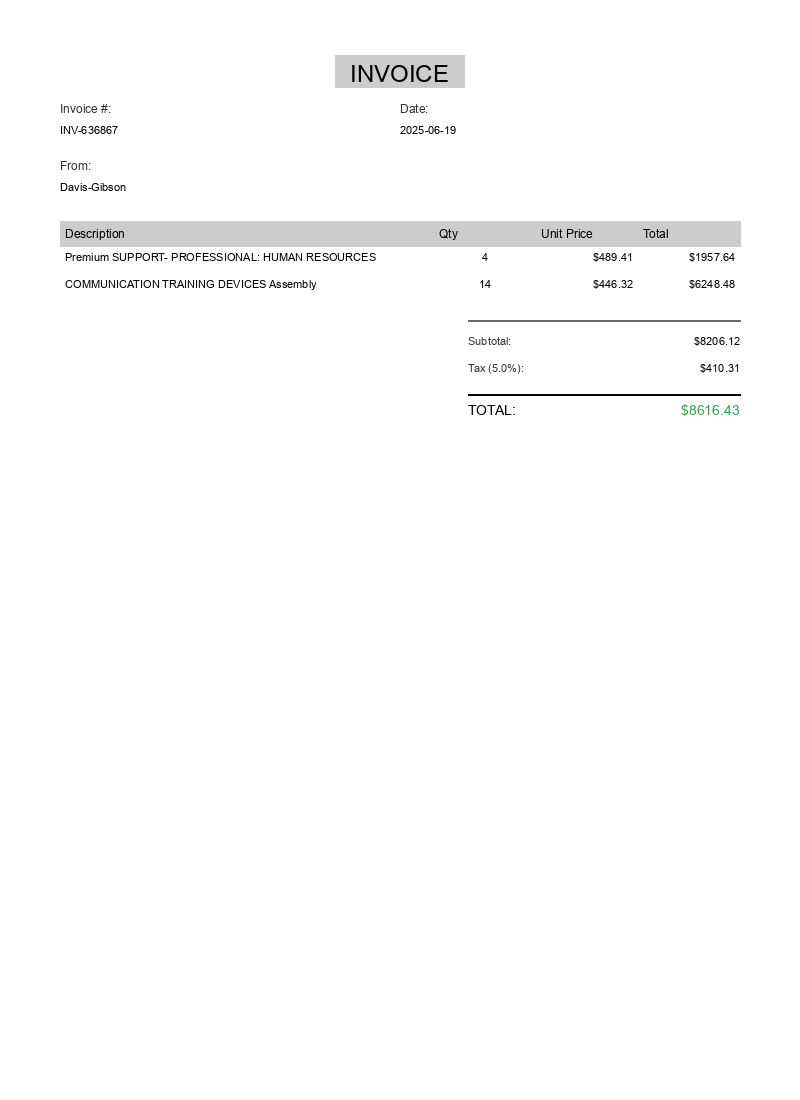 INVOICE
Invoice #: Date:
INV-636867 2025-06-19
From:
Davis-Gibson
Description Qty Unit Price Total
Premium SUPPORT- PROFESSIONAL: HUMAN RESOURCES 4 $489.41 $1957.64
COMMUNICATION TRAINING DEVICES Assembly 14 $446.32 $6248.48
Subtotal: $8206.12
Tax (5.0%): $410.31
TOTAL: $8616.43